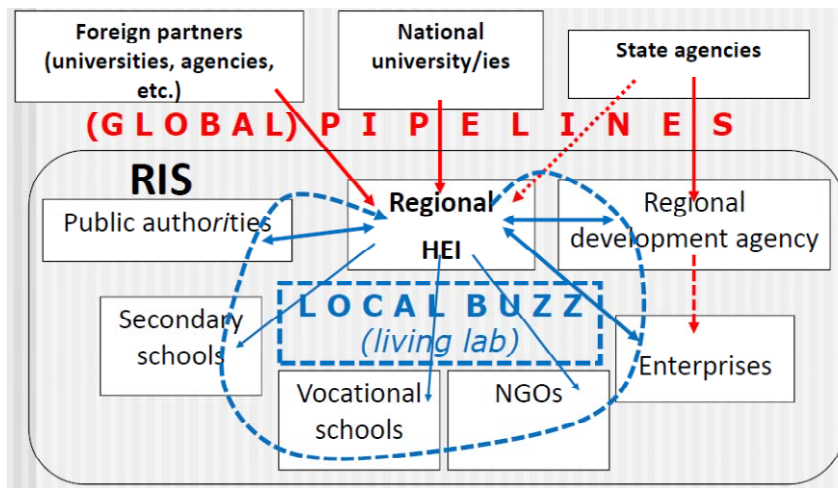 Foreign partners
(universities, agencies,
etc.)
National
university/ies
State agencies
(GLOBAL) PIPELINES
RIS
Public authorities
Regional
HEI
Regional
development agency
LOCAL BUZZ
(living lab)
Secondary
schools
Vocational
schools
NGOs
Enterprises